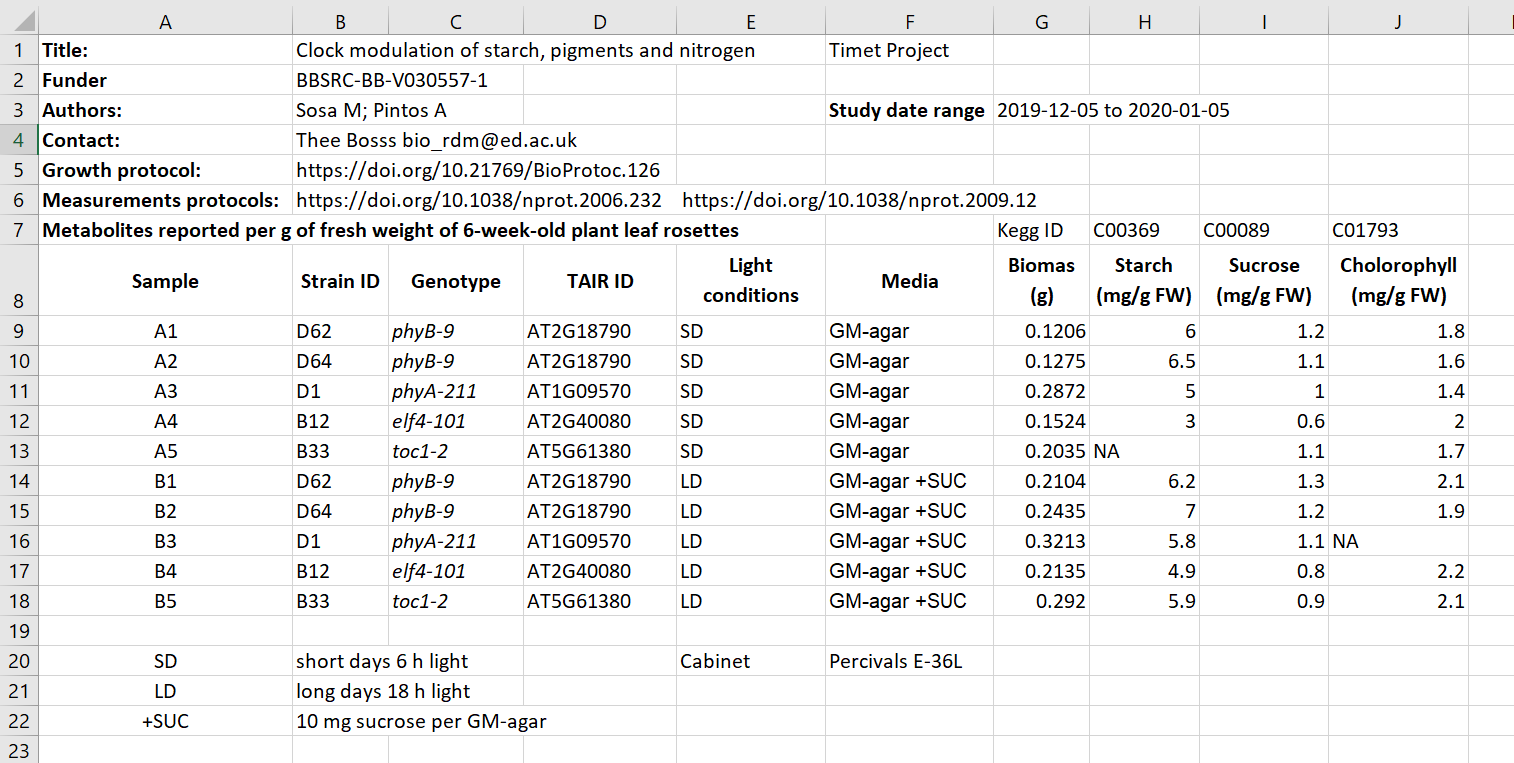 A B C D E F G H I J
1 Title: Clock modulation of starch, pigments and nitrogen Timet Project
2 Funder BBSRC-BB-V030557-1
3 Authors: Sosa M; Pintos A Study date range 2019-12-05 to 2020-01-05
4 Contact: Thee Bosss bio_rdm@ed.ac.uk
5 Growth protocol: https://doi.org/10.21769/BioProtoc.126
6 Measurements protocols: https://doi.org/10.1038/nprot.2006.232 https://doi.org/10.1038/nprot.2009.12
7 Metabolites reported per g of fresh weight of 6-week-old plant leaf rosettes Kegg ID C00369 C00089 C01793
8 Sample Strain ID Genotype TAIR ID Light conditions Media Biomas (g) Starch (mg/g FW) Sucrose (mg/g FW) Cholorophyll (mg/g FW)
9 A1 D62 phyB-9 AT2G18790 SD GM-agar 0.1206 6 1.2 1.8
10 A2 D64 phyB-9 AT2G18790 SD GM-agar 0.1275 6.5 1.1 1.6
11 A3 D1 phyA-211 AT1G09570 SD GM-agar 0.2872 5 1 1.4
12 A4 B12 elf4-101 AT2G40080 SD GM-agar 0.1524 3 0.6 2
13 A5 B33 toc1-2 AT5G61380 SD GM-agar 0.2035 NA 1.1 1.7
14 B1 D62 phyB-9 AT2G18790 LD GM-agar +SUC 0.2104 6.2 1.3 2.1
15 B2 D64 phyB-9 AT2G18790 LD GM-agar +SUC 0.2435 7 1.2 1.9
16 B3 D1 phyA-211 AT1G09570 LD GM-agar +SUC 0.3213 5.8 1.1 NA
17 B4 B12 elf4-101 AT2G40080 LD GM-agar +SUC 0.2135 4.9 0.8 2.2
18 B5 B33 toc1-2 AT5G61380 LD GM-agar +SUC 0.292 5.9 0.9 2.1
19
20 SD short days 6 h light Cabinet Percivals E-36L
21 LD long days 18 h light
22 +SUC 10 mg sucrose per GM-agar
23